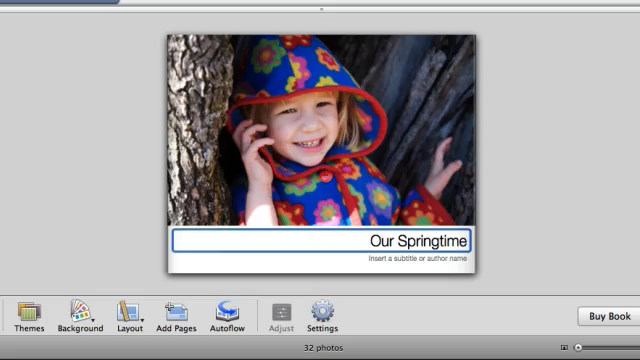 Our Springtime
Insert a subtitle or author name
Themes
Background
Layout
Add Pages
Autoflow
Adjust
Settings
Buy Book
32 photos